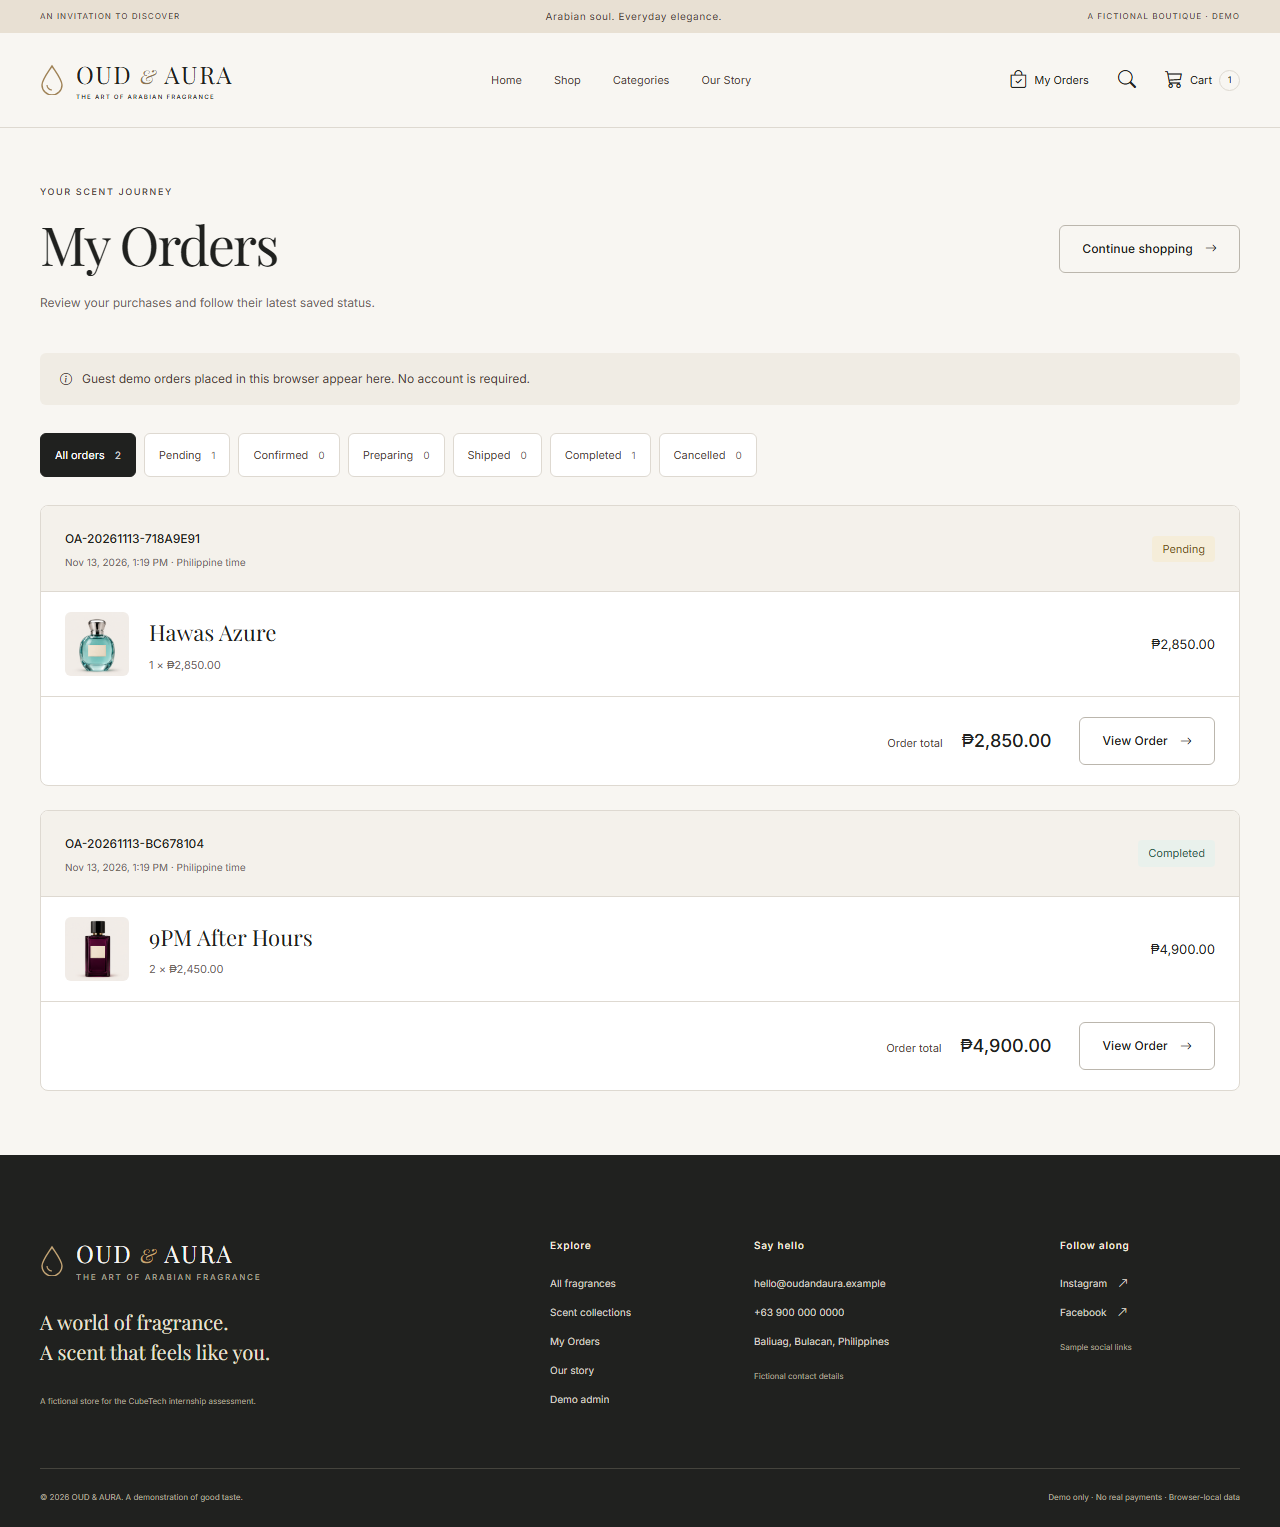 AN INVITATION TO DISCOVER
Arabian soul. Everyday elegance.
A FICTIONAL BOUTIQUE · DEMO
OUD & AURA
THE ART OF ARABIAN FRAGRANCE
Home
Shop
Categories
Our Story
My Orders
Cart 1
YOUR SCENT JOURNEY
My Orders
Continue shopping →
Review your purchases and follow their latest saved status.
Guest demo orders placed in this browser appear here. No account is required.
All orders 2
Pending 1
Confirmed 0
Preparing 0
Shipped 0
Completed 1
Cancelled 0
OA-20261113-718A9E91
Nov 13, 2026, 1:19 PM · Philippine time
Pending
Hawas Azure
1 × ₱2,850.00
₱2,850.00
Order total ₱2,850.00
View Order →
OA-20261113-BC678104
Nov 13, 2026, 1:19 PM · Philippine time
Completed
9PM After Hours
2 × ₱2,450.00
₱4,900.00
Order total ₱4,900.00
View Order →
OUD & AURA
THE ART OF ARABIAN FRAGRANCE
A world of fragrance.
A scent that feels like you.
A fictional store for the CubeTech internship assessment.
Explore
All fragrances
Scent collections
My Orders
Our story
Demo admin
Say hello
hello@oudandaura.example
+63 900 000 0000
Baliuag, Bulacan, Philippines
Fictional contact details
Follow along
Instagram ↗
Facebook ↗
Sample social links
© 2026 OUD & AURA. A demonstration of good taste.
Demo only · No real payments · Browser-local data